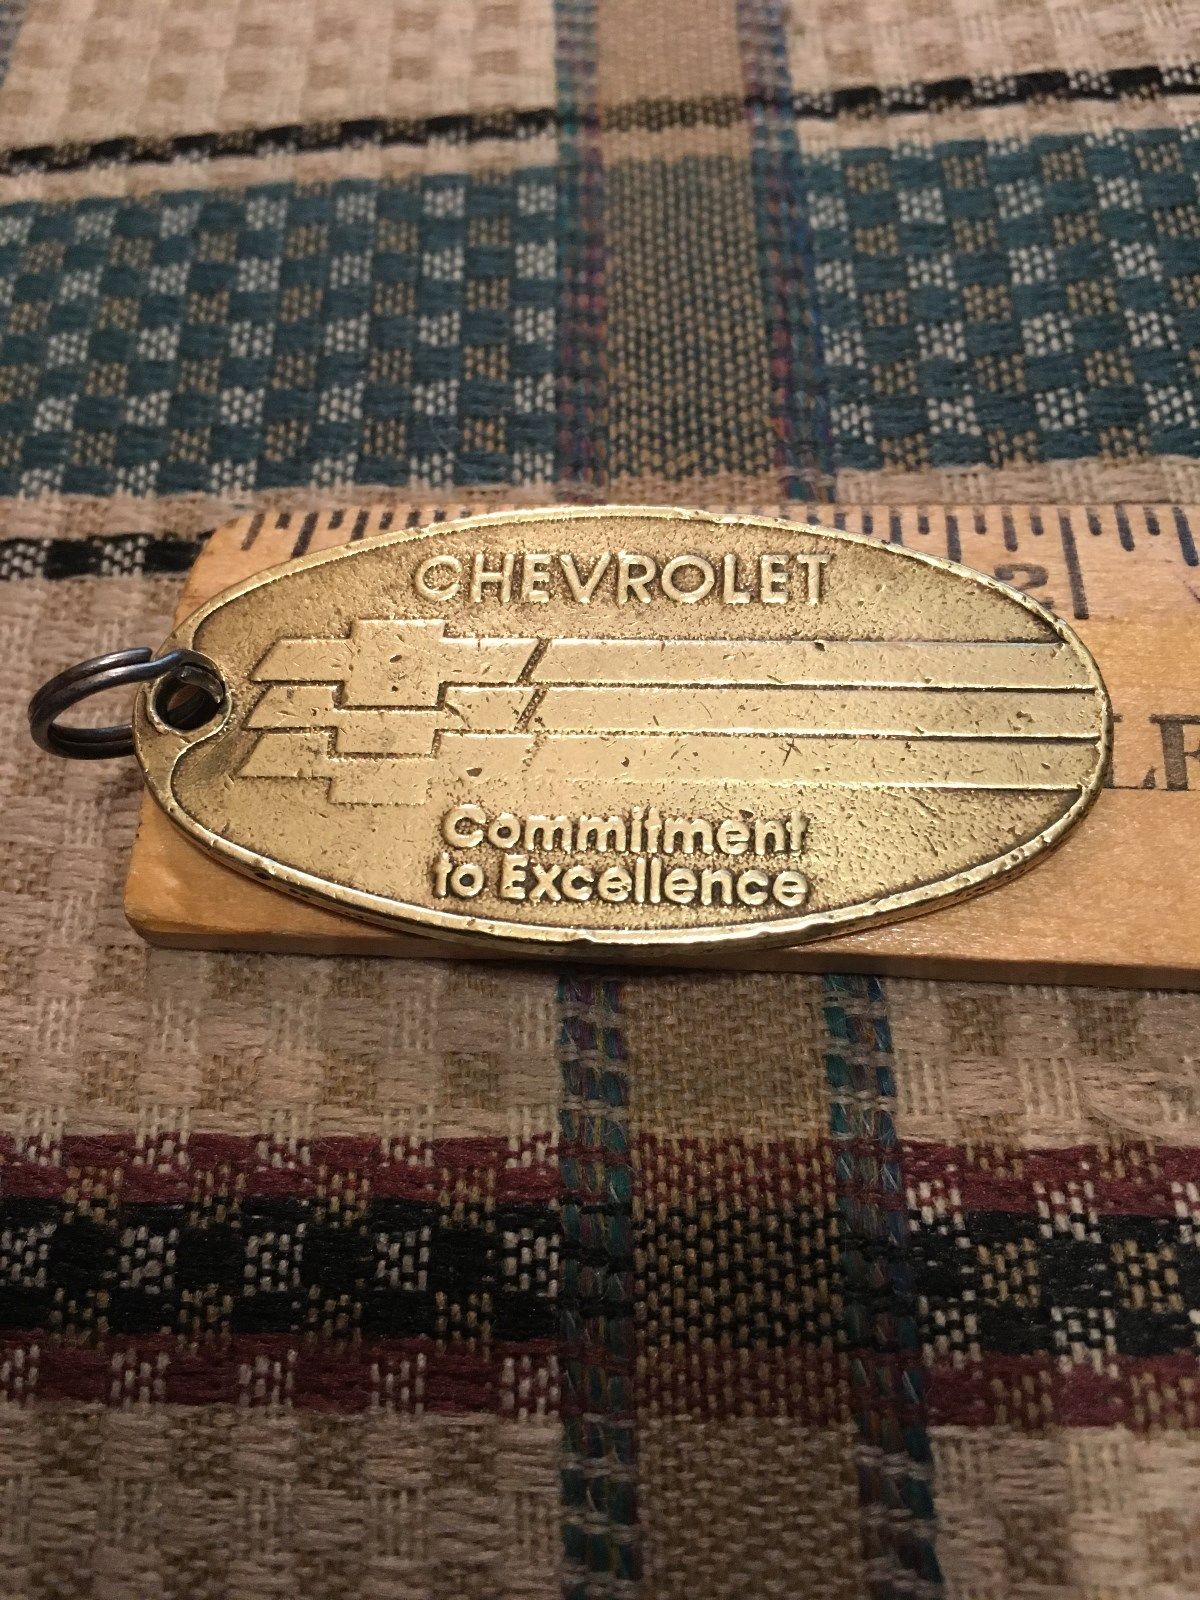 CHEVROLET
2
Commitment
to Excellence